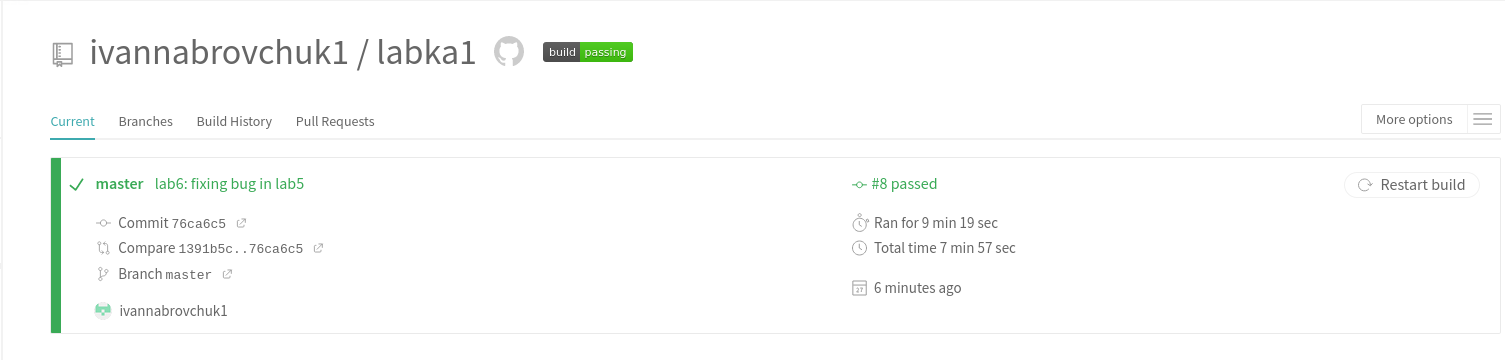 ivannabrovchuk1 / labka1 build passing
Current Branches Build History Pull Requests More options
master lab6: fixing bug in lab5 #8 passed Restart build
Commit 76ca6c5 Ran for 9 min 19 sec
Compare 1391b5c..76ca6c5 Total time 7 min 57 sec
Branch master
27 6 minutes ago
ivannabrovchuk1